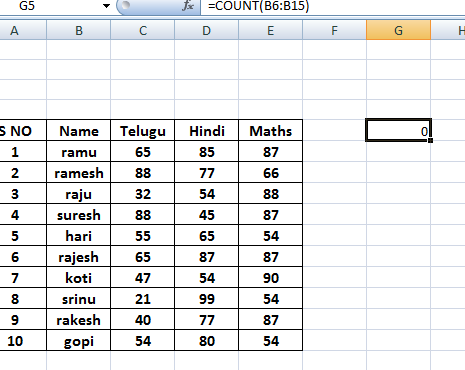 G5 fx =COUNT(B6:B15)
A B C D E F G H
S NO Name Telugu Hindi Maths 0
1 ramu 65 85 87
2 ramesh 88 77 66
3 raju 32 54 88
4 suresh 88 45 87
5 hari 55 65 54
6 rajesh 65 87 87
7 koti 47 54 90
8 srinu 21 99 54
9 rakesh 40 77 87
10 gopi 54 80 54